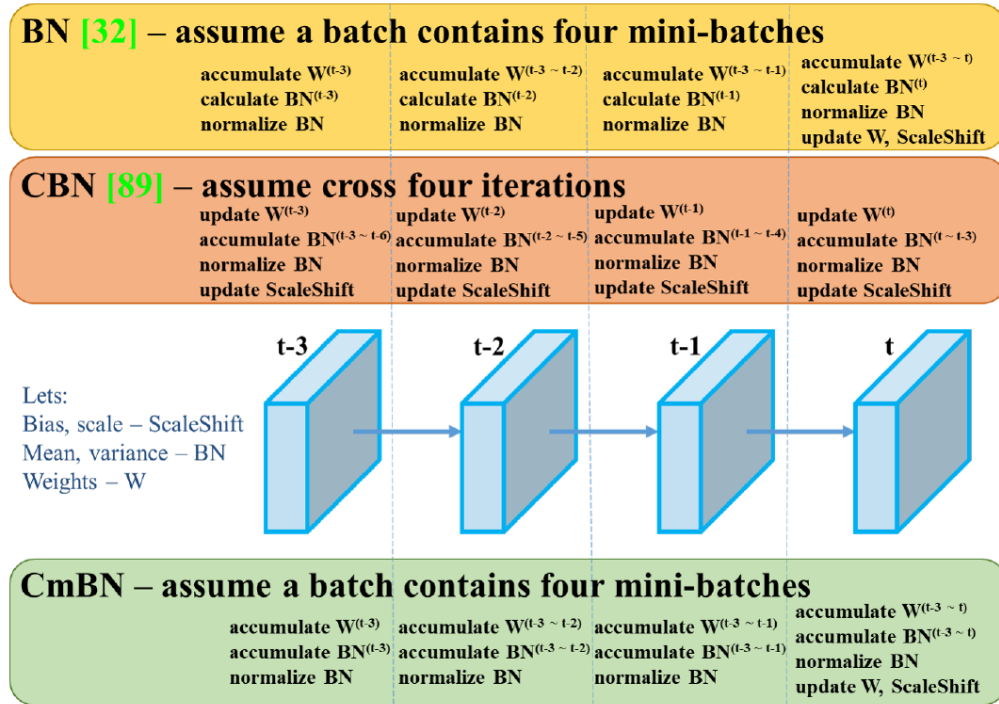 BN [32] – assume a batch contains four mini-batches
accumulate W(t-3)
calculate BN(t-3)
normalize BN
accumulate W(t-3 ~ t-2)
calculate BN(t-2)
normalize BN
accumulate W(t-3 ~ t-1)
calculate BN(t-1)
normalize BN
accumulate W(t-3 ~ t)
calculate BN(t)
normalize BN
update W, ScaleShift
CBN [89] – assume cross four iterations
update W(t-3)
accumulate BN(t-3 ~ t-6)
normalize BN
update ScaleShift
update W(t-2)
accumulate BN(t-2 ~ t-5)
normalize BN
update ScaleShift
update W(t-1)
accumulate BN(t-1 ~ t-4)
normalize BN
update ScaleShift
update W(t)
accumulate BN(t ~ t-3)
normalize BN
update ScaleShift
t-3
t-2
t-1
t
Lets:
Bias, scale – ScaleShift
Mean, variance – BN
Weights – W
CmBN – assume a batch contains four mini-batches
accumulate W(t-3)
accumulate BN(t-3)
normalize BN
accumulate W(t-3 ~ t-2)
accumulate BN(t-3 ~ t-2)
normalize BN
accumulate W(t-3 ~ t-1)
accumulate BN(t-3 ~ t-1)
normalize BN
accumulate W(t-3 ~ t)
accumulate BN(t-3 ~ t)
normalize BN
update W, ScaleShift